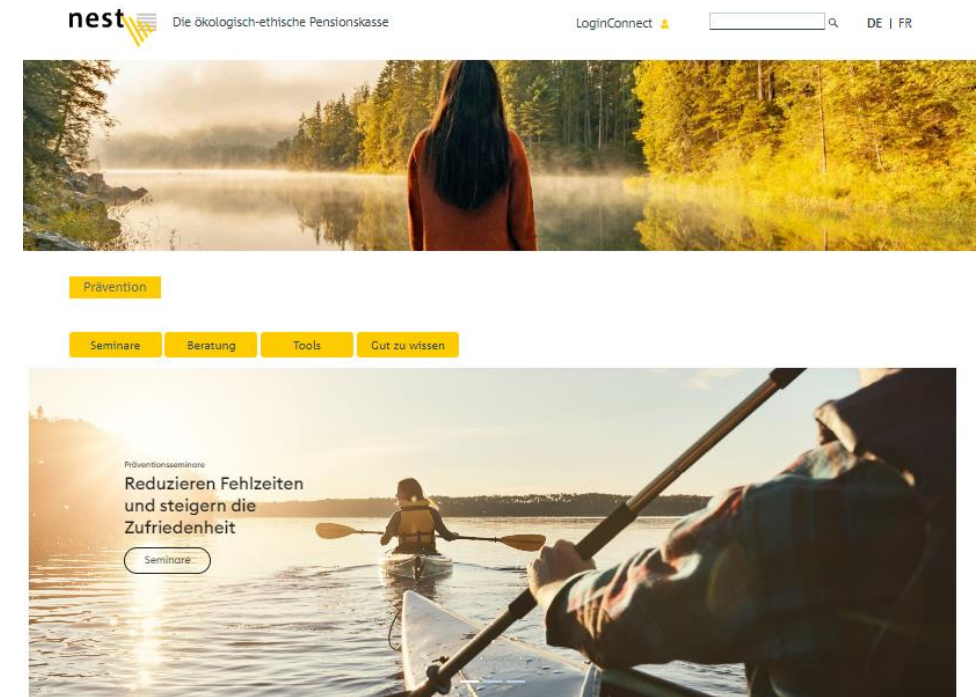 nest
Die ökologisch-ethische Pensionskasse
LoginConnect
DE | FR
Prävention
Seminare
Beratung
Tools
Gut zu wissen
Präventionsseminare
Reduzieren Fehlzeiten
und steigern die
Zufriedenheit
Seminare